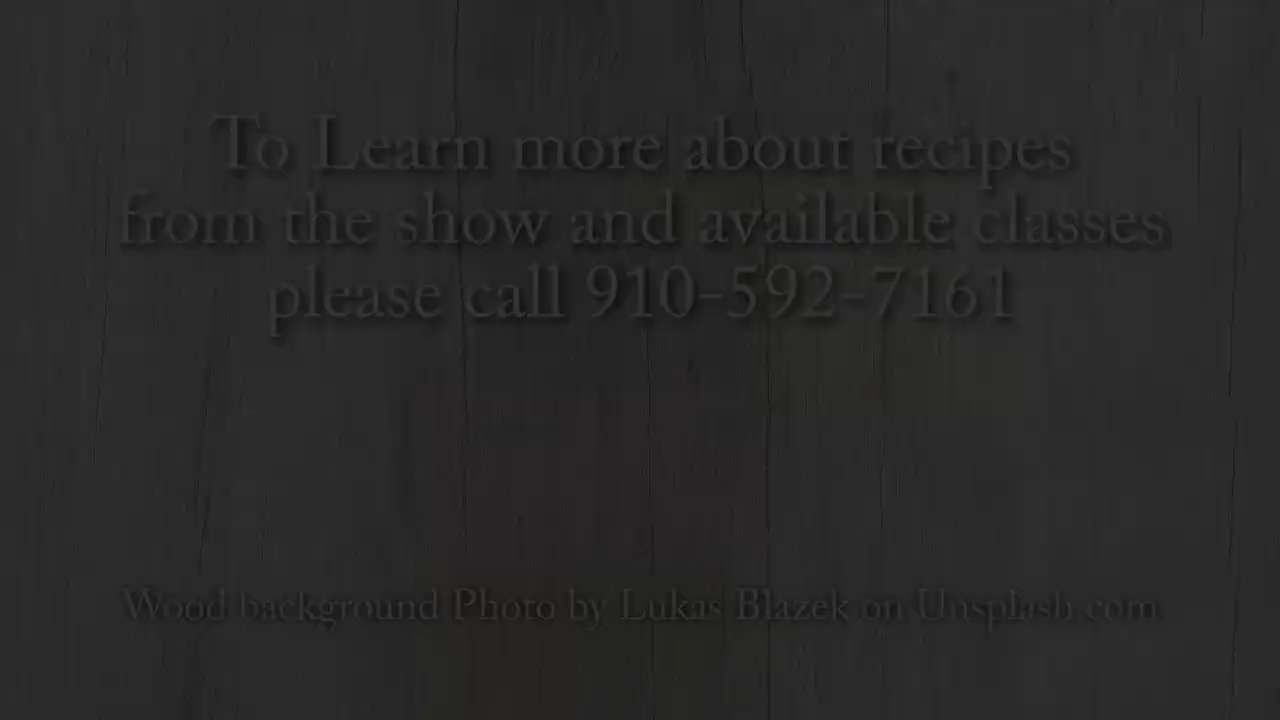 To Learn more about recipes
from the show and available classes
please call 910-592-7161
Wood background Photo by Lukas Blazek on Unsplash.com